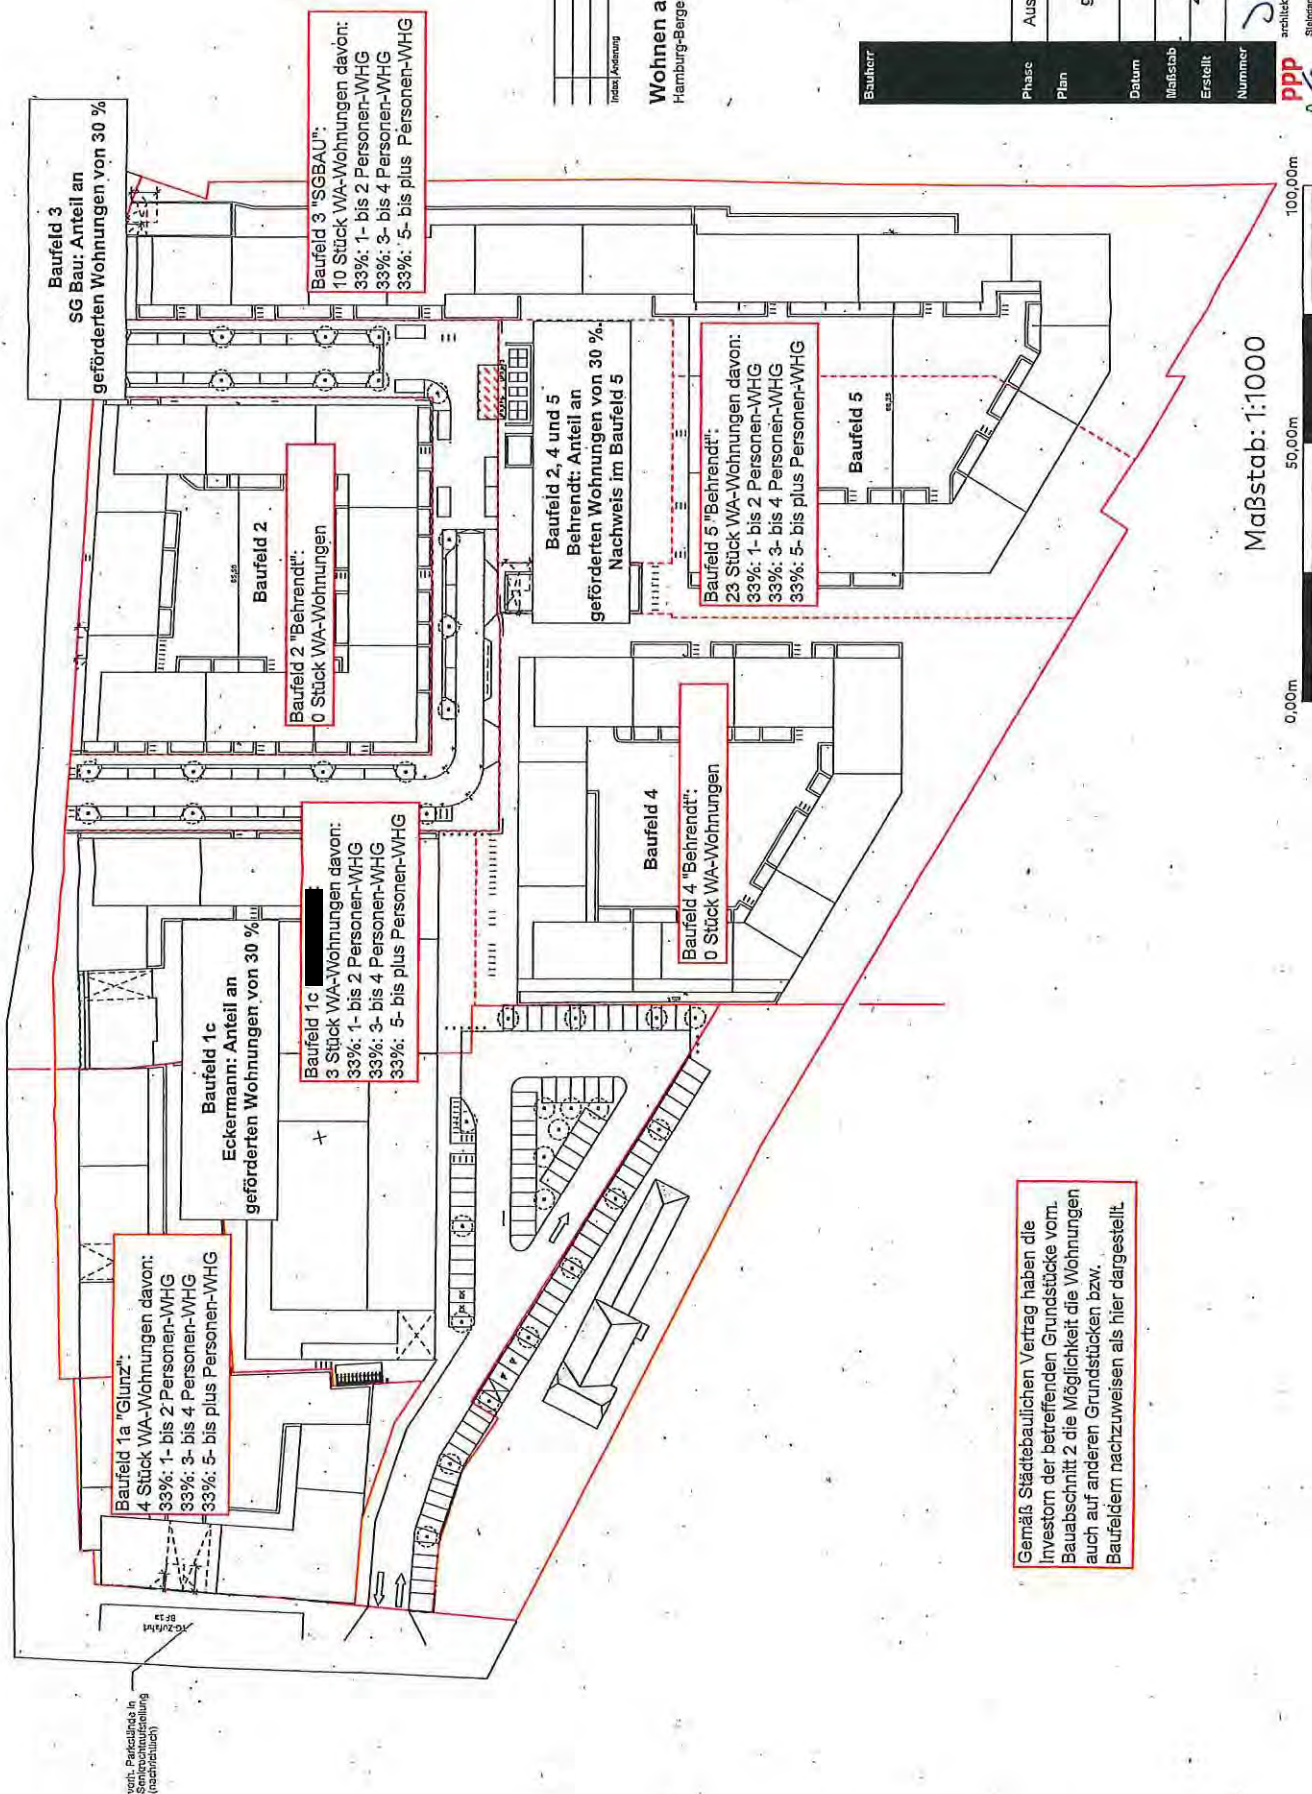 Baufeld 3
SG Bau: Anteil an
geförderten Wohnungen von 30 %
Baufeld 3 "SGBAU":
10 Stück WA-Wohnungen davon:
33%: 1- bis 2 Personen-WHG
33%: 3- bis 4 Personen-WHG
33%: 5- bis plus Personen-WHG
Baufeld 2
Baufeld 2 "Behrendt":
0 Stück WA-Wohnungen
Baufeld 2, 4 und 5
Behrendt: Anteil an
geförderten Wohnungen von 30 %.
Nachweis im Baufeld 5
Baufeld 5 "Behrendt":
23 Stück WA-Wohnungen davon:
33%: 1- bis 2 Personen-WHG
33%: 3- bis 4 Personen-WHG
33%: 5- bis plus Personen-WHG
Baufeld 5
Baufeld 4
Baufeld 4 "Behrendt":
0 Stück WA-Wohnungen
Baufeld 1c
Eckermann: Anteil an
geförderten Wohnungen von 30 %
Baufeld 1c
3 Stück WA-Wohnungen davon:
33%: 1- bis 2 Personen-WHG
33%: 3- bis 4 Personen-WHG
33%: 5- bis plus Personen-WHG
Baufeld 1a "Glunz":
4 Stück WA-Wohnungen davon:
33%: 1- bis 2 Personen-WHG
33%: 3- bis 4 Personen-WHG
33%: 5- bis plus Personen-WHG
TG-Zufahrt
BF 1a
vorh. Parkstände in
Senkrechtaufstellung
(nachrichtlich)
Gemäß Städtebaulichen Vertrag haben die
Investorn der betreffenden Grundstücke vom
Bauabschnitt 2 die Möglichkeit die Wohnungen
auch auf anderen Grundstücken bzw.
Baufeldern nachzuweisen als hier dargestellt.
Maßstab: 1:1000
0,00m
50,00m
100,00m
Index Änderung
Wohnen a
Hamburg-Berge
Bauherr
Phase
Aus
Plan
Datum
Maßstab
Erstellt
Nummer
ppp
architek